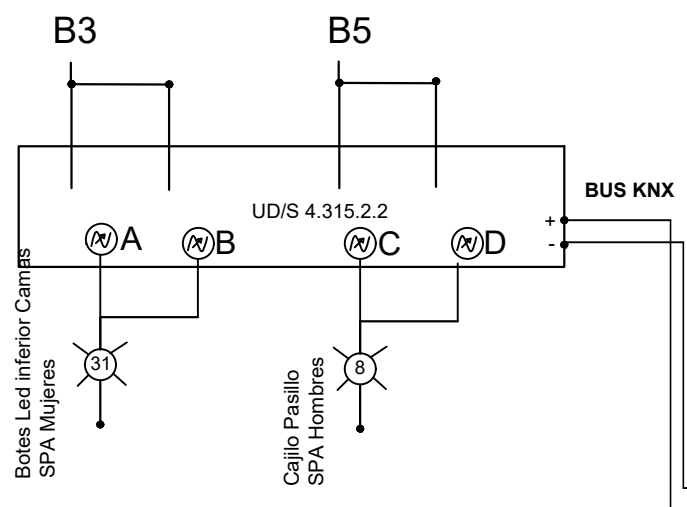 B3
B5
BUS KNX
UD/S 4.315.2.2
+
-
A
B
C
D
31
8
Botes Led inferior Camas
SPA Mujeres
Cajilo Pasillo
SPA Hombres